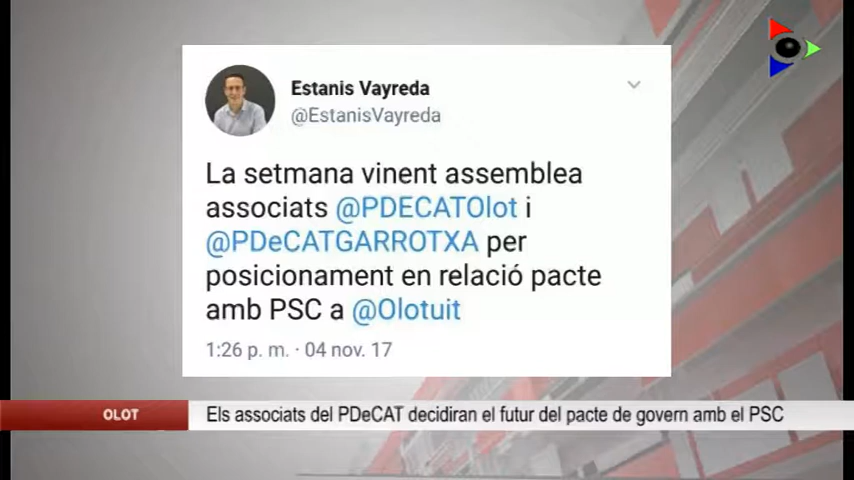 Estanis Vayreda
@EstanisVayreda
La setmana vinent assemblea
associats @PDECATOlot i
@PDeCATGARROTXA per
posicionament en relació pacte
amb PSC a @Olotuit
1:26 p. m. · 04 nov. 17
OLOT Els associats del PDeCAT decidiran el futur del pacte de govern amb el PSC